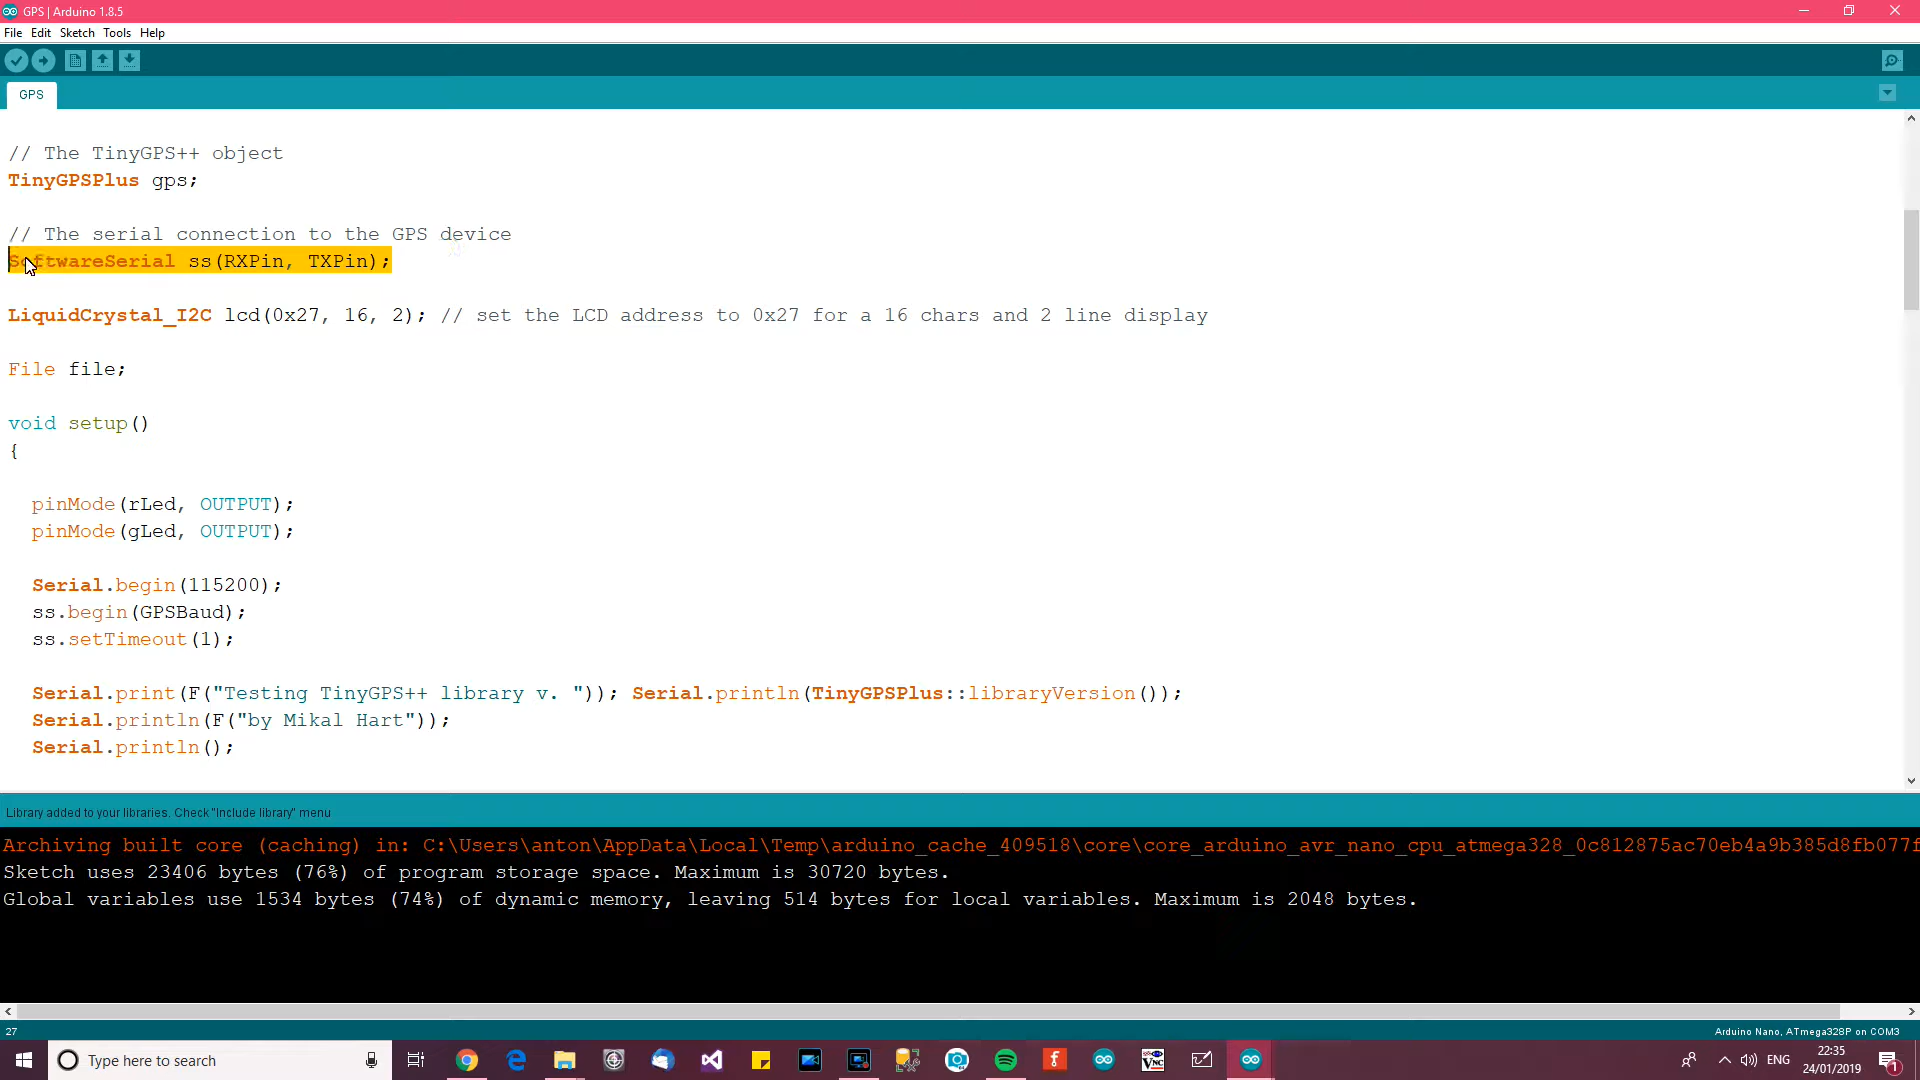 GPS | Arduino 1.8.5
File Edit Sketch Tools Help
GPS
// The TinyGPS++ object
TinyGPSPlus gps;
// The serial connection to the GPS device
SoftwareSerial ss(RXPin, TXPin);
LiquidCrystal_I2C lcd(0x27, 16, 2); // set the LCD address to 0x27 for a 16 chars and 2 line display
File file;
void setup()
{
pinMode(rLed, OUTPUT);
pinMode(gLed, OUTPUT);
Serial.begin(115200);
ss.begin(GPSBaud);
ss.setTimeout(1);
Serial.print(F("Testing TinyGPS++ library v. ")); Serial.println(TinyGPSPlus::libraryVersion());
Serial.println(F("by Mikal Hart"));
Serial.println();
Library added to your libraries. Check "Include library" menu
Archiving built core (caching) in: C:\Users\anton\AppData\Local\Temp\arduino_cache_409518\core\core_arduino_avr_nano_cpu_atmega328_0c812875ac70eb4a9b385d8fb077f
Sketch uses 23406 bytes (76%) of program storage space. Maximum is 30720 bytes.
Global variables use 1534 bytes (74%) of dynamic memory, leaving 514 bytes for local variables. Maximum is 2048 bytes.
27
Arduino Nano, ATmega328P on COM3
Type here to search
ENG
22:35
24/01/2019
1